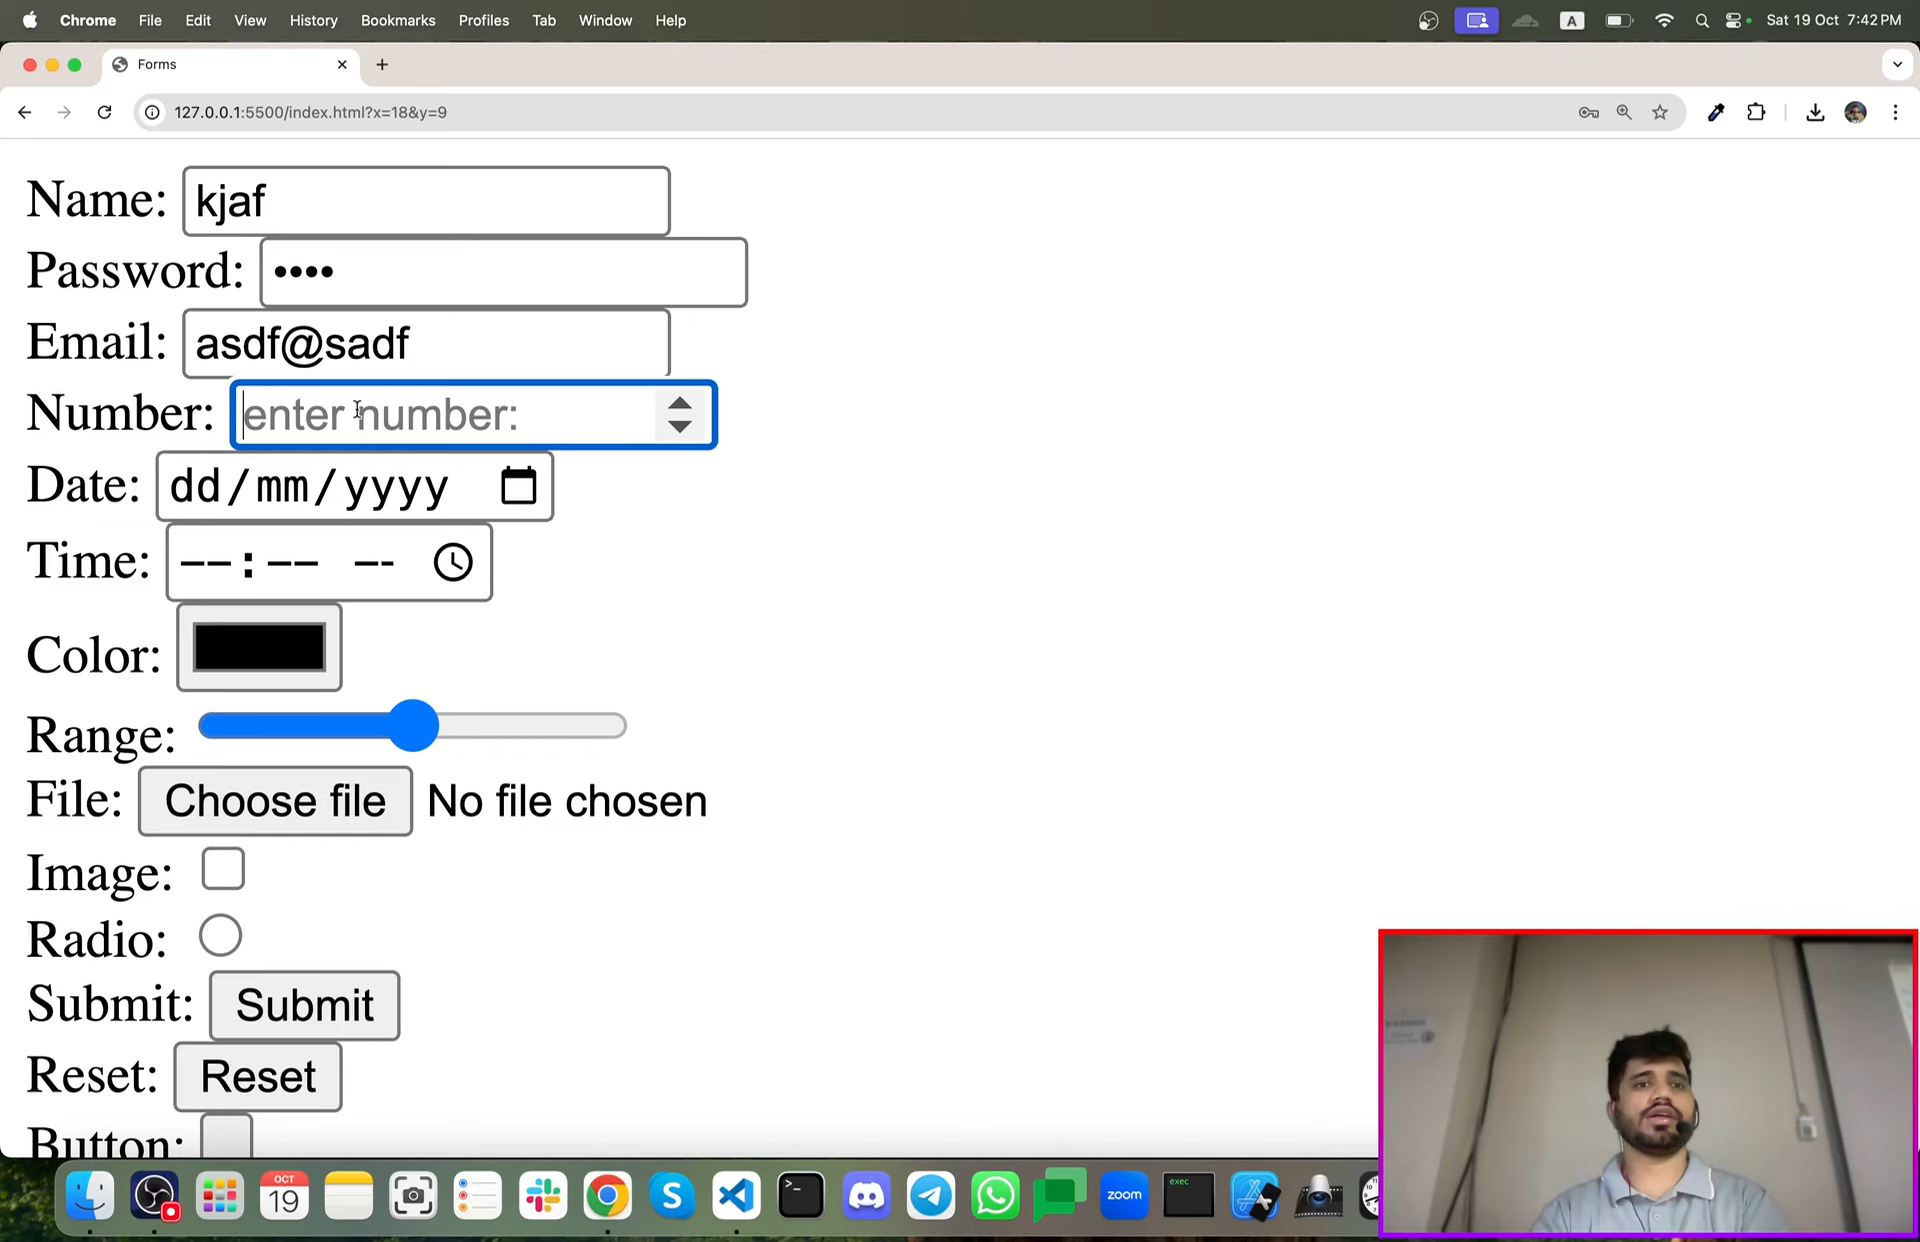 Chrome File Edit View History Bookmarks Profiles Tab Window Help A Sat 19 Oct 7:42 PM
Forms
127.0.0.1:5500/index.html?x=18&y=9
Name: kjaf
Password: ••••
Email: asdf@sadf
Number: enter number:
Date: dd/mm/yyyy
Time: --:-- --
Color:
Range:
File: Choose file No file chosen
Image:
Radio:
Submit: Submit
Reset: Reset
Button:
OCT
19
S
>_
zoom
exec